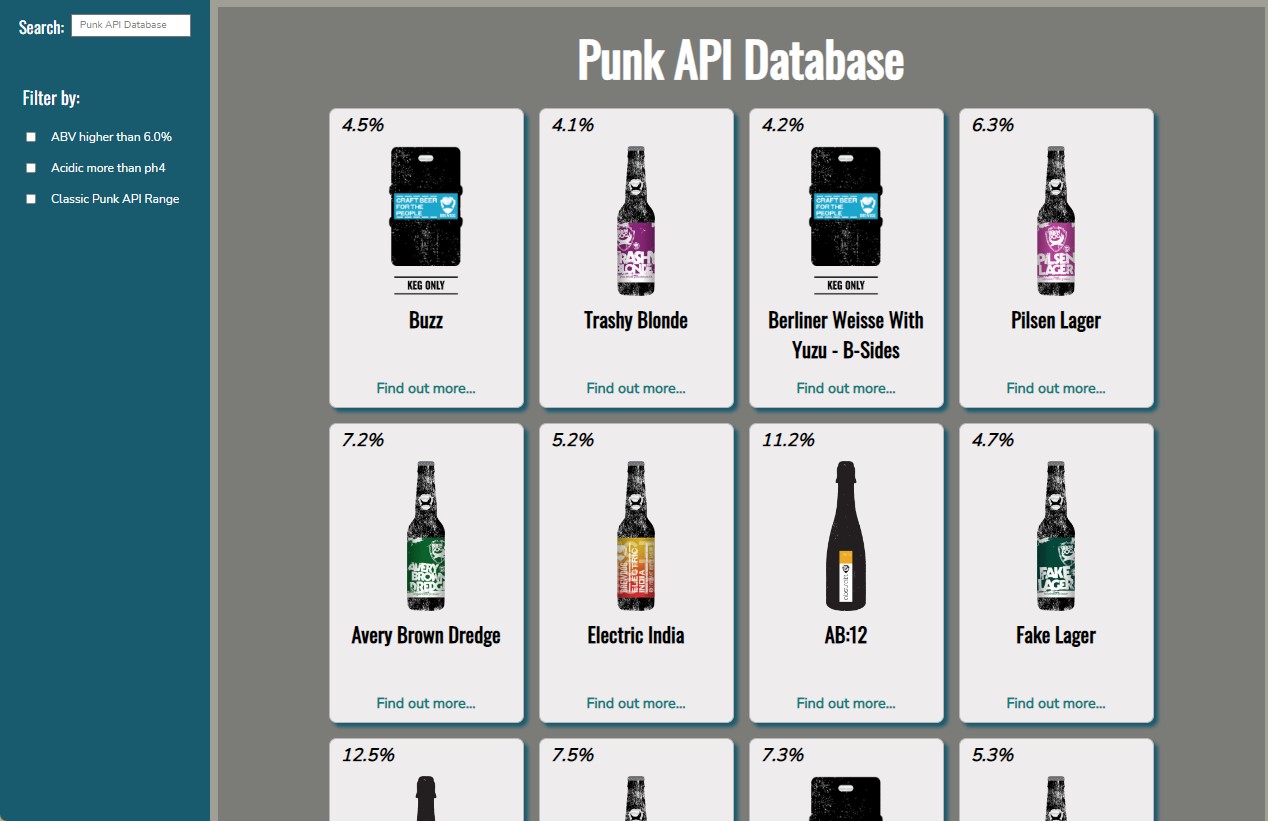 Search: Punk API Database
Filter by:
ABV higher than 6.0%
Acidic more than ph4
Classic Punk API Range
Punk API Database
4.5%
CRAFT BEER
FOR THE
PEOPLE
KEG ONLY
Buzz
Find out more...
4.1%
TRASHY
BLONDE
Trashy Blonde
Find out more...
4.2%
CRAFT BEER
FOR THE
PEOPLE
KEG ONLY
Berliner Weisse With
Yuzu - B-Sides
Find out more...
6.3%
PILSEN
LAGER
Pilsen Lager
Find out more...
7.2%
AVERY
BROWN
DREDGE
Avery Brown Dredge
Find out more...
5.2%
ELECTRIC
INDIA
Electric India
Find out more...
11.2%
AB:12
Find out more...
4.7%
FAKE
LAGER
Fake Lager
Find out more...
12.5%
7.5%
7.3%
5.3%